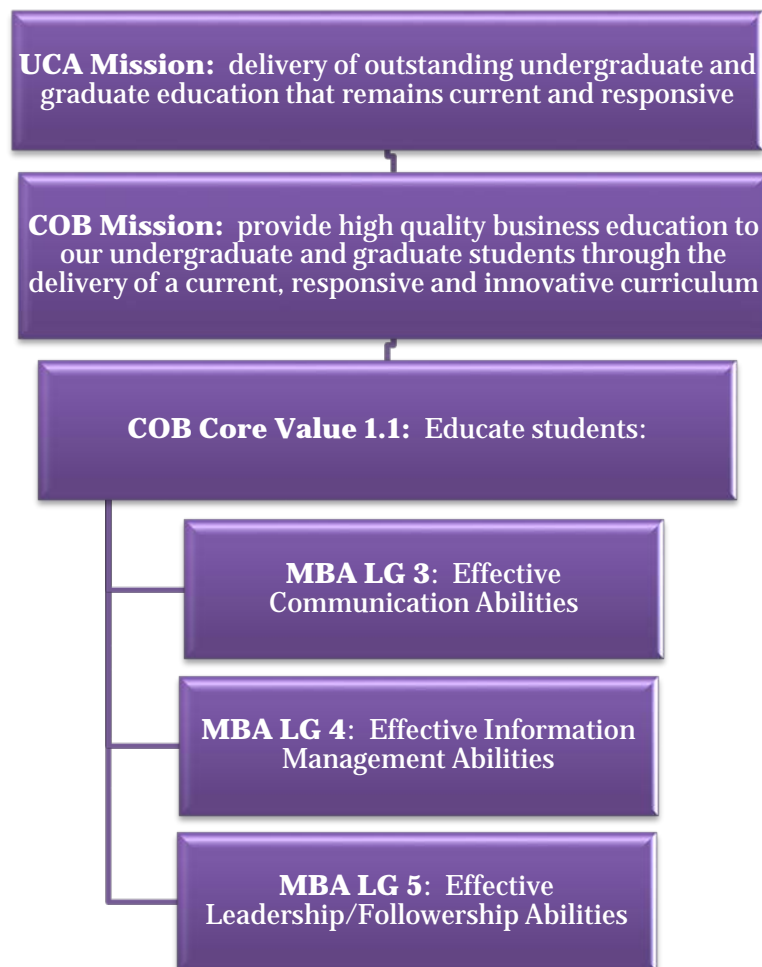 UCA Mission: delivery of outstanding undergraduate and
graduate education that remains current and responsive
COB Mission: provide high quality business education to
our undergraduate and graduate students through the
delivery of a current, responsive and innovative curriculum
COB Core Value 1.1: Educate students:
MBA LG 3: Effective
Communication Abilities
MBA LG 4: Effective Information
Management Abilities
MBA LG 5: Effective
Leadership/Followership Abilities